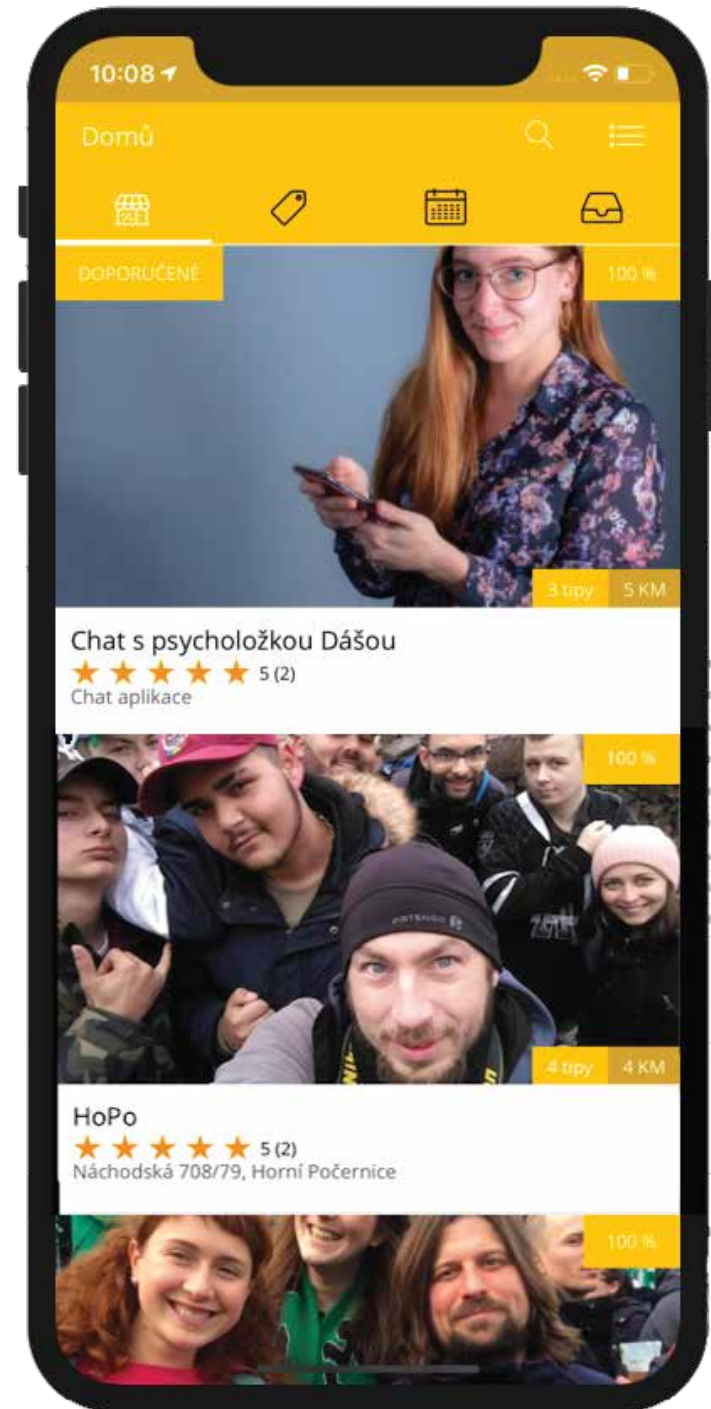 10:08
Domů
DOPORUČENÉ
100 %
3 tipy 5 KM
Chat s psycholožkou Dášou
5 (2)
Chat aplikace
100 %
ARTENGO
4 tipy 4 KM
HoPo
5 (2)
Náchodská 708/79, Horní Počernice
100 %